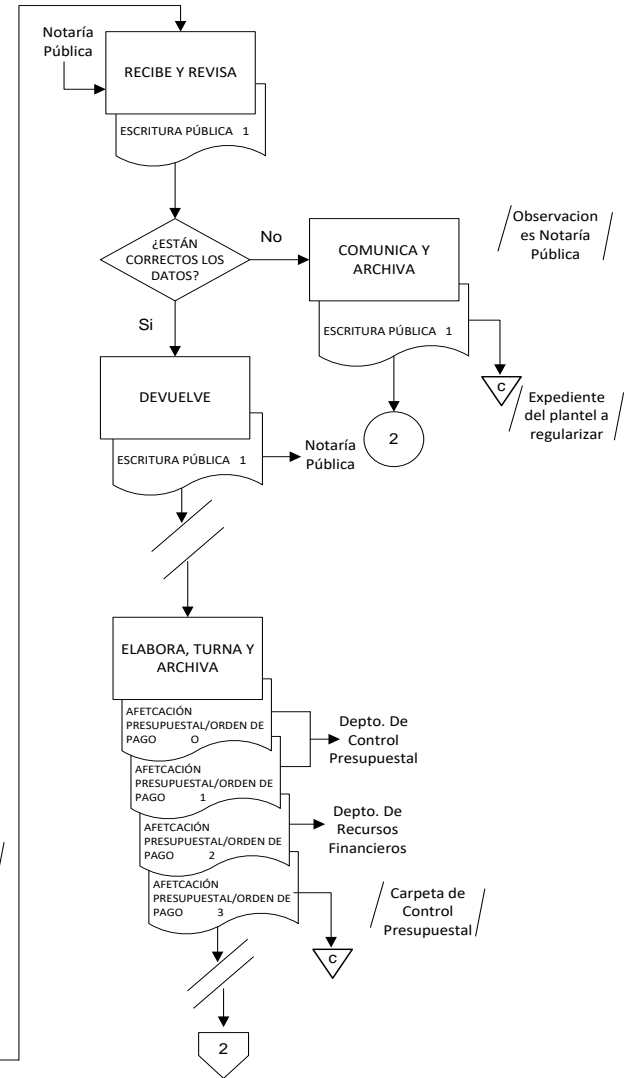 Notaría
Pública
RECIBE Y REVISA
ESCRITURA PÚBLICA 1
¿ESTÁN
CORRECTOS LOS
DATOS?
No
Si
COMUNICA Y
ARCHIVA
ESCRITURA PÚBLICA 1
Observacion
es Notaría
Pública
C
Expediente
del plantel a
regularizar
2
DEVUELVE
ESCRITURA PÚBLICA 1
Notaría
Pública
ELABORA, TURNA Y
ARCHIVA
AFETCACIÓN
PRESUPUESTAL/ORDEN DE
PAGO O
AFETCACIÓN
PRESUPUESTAL/ORDEN DE
PAGO 1
Depto. De
Control
Presupuestal
AFETCACIÓN
PRESUPUESTAL/ORDEN DE
PAGO 2
Depto. De
Recursos
Financieros
AFETCACIÓN
PRESUPUESTAL/ORDEN DE
PAGO 3
Carpeta de
Control
Presupuestal
C
2